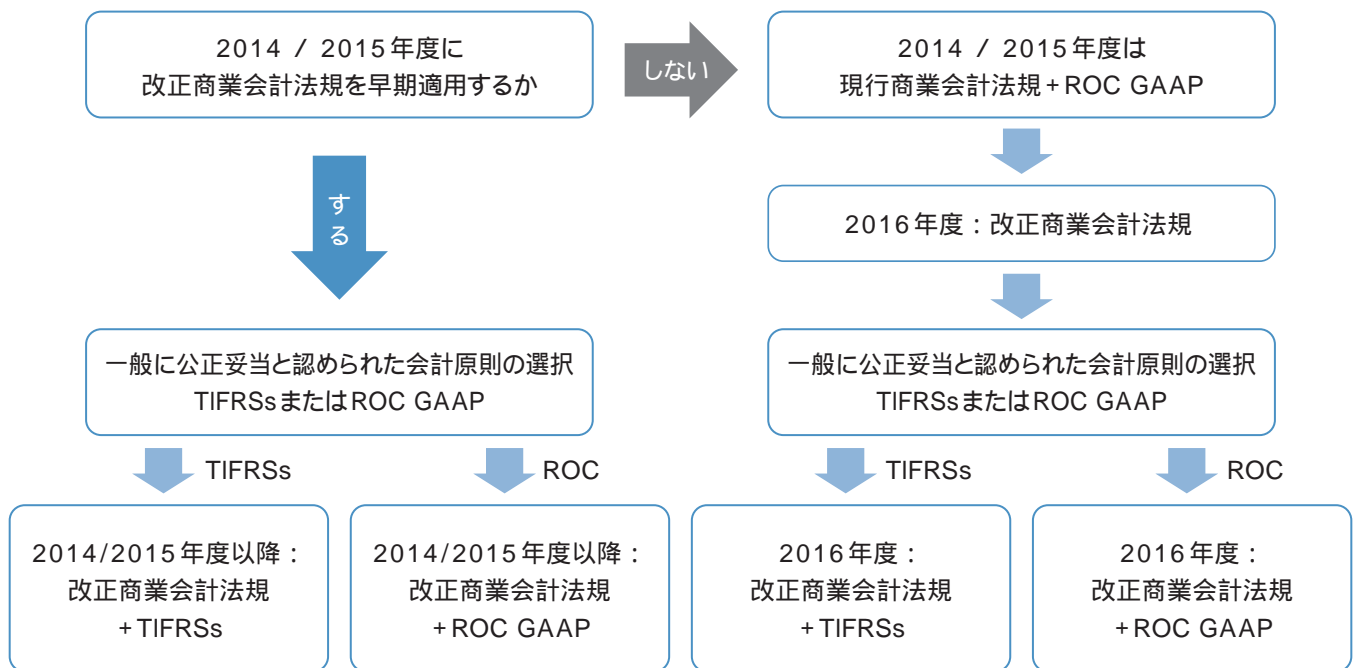 2014 / 2015年度に
改正商業会計法規を早期適用するか
しない
2014 / 2015年度は
現行商業会計法規+ROC GAAP
する
2016年度：改正商業会計法規
一般に公正妥当と認められた会計原則の選択
TIFRSsまたはROC GAAP
一般に公正妥当と認められた会計原則の選択
TIFRSsまたはROC GAAP
TIFRSs
ROC
TIFRSs
ROC
2014/2015年度以降：
改正商業会計法規
+TIFRSs
2014/2015年度以降：
改正商業会計法規
+ROC GAAP
2016年度：
改正商業会計法規
+TIFRSs
2016年度：
改正商業会計法規
+ROC GAAP